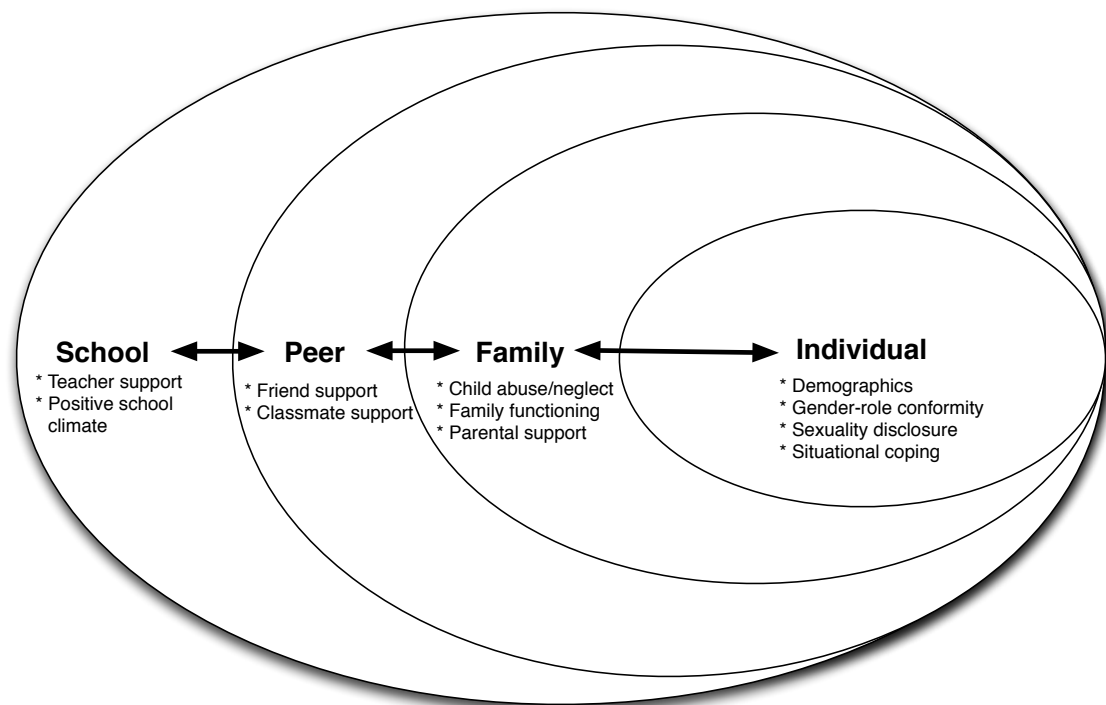 School
* Teacher support
* Positive school
climate
Peer
* Friend support
* Classmate support
Family
* Child abuse/neglect
* Family functioning
* Parental support
Individual
* Demographics
* Gender-role conformity
* Sexuality disclosure
* Situational coping